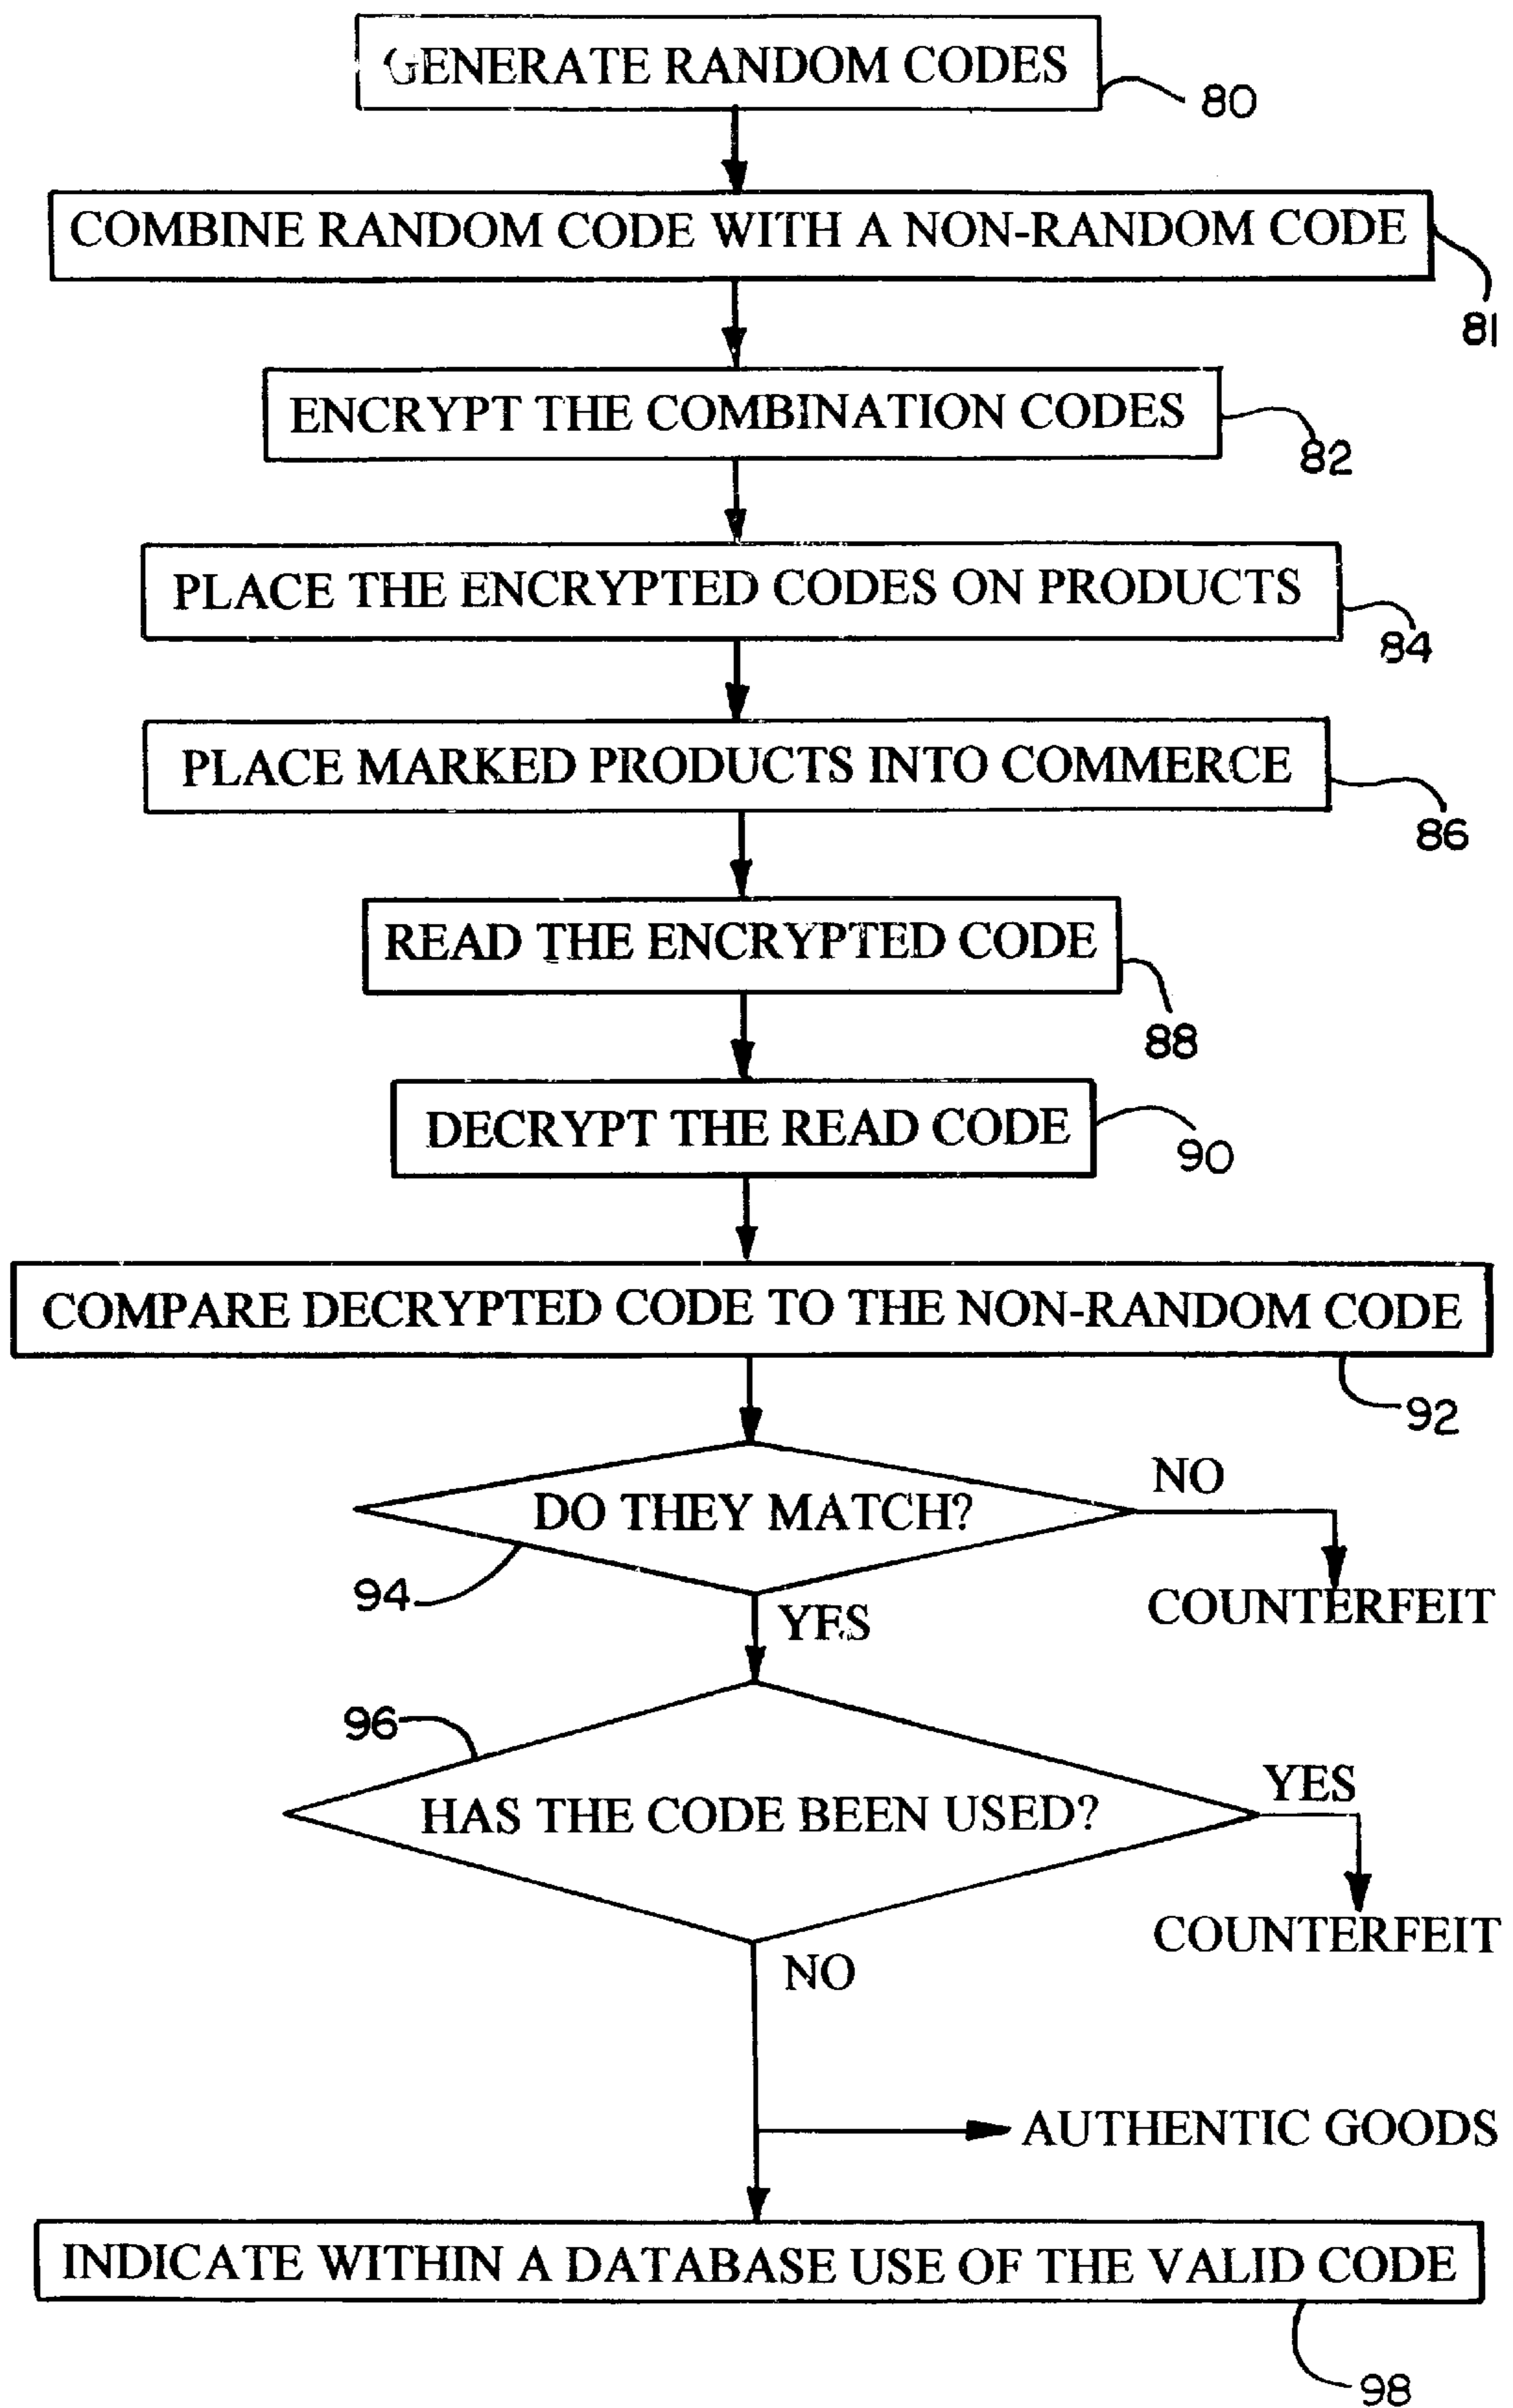 GENERATE RANDOM CODES
80
COMBINE RANDOM CODE WITH A NON-RANDOM CODE
81
ENCRYPT THE COMBINATION CODES
82
PLACE THE ENCRYPTED CODES ON PRODUCTS
84
PLACE MARKED PRODUCTS INTO COMMERCE
86
READ THE ENCRYPTED CODE
88
DECRYPT THE READ CODE
90
COMPARE DECRYPTED CODE TO THE NON-RANDOM CODE
92
DO THEY MATCH?
NO
94
COUNTERFEIT
YES
96
HAS THE CODE BEEN USED?
YES
COUNTERFEIT
NO
AUTHENTIC GOODS
INDICATE WITHIN A DATABASE USE OF THE VALID CODE
98